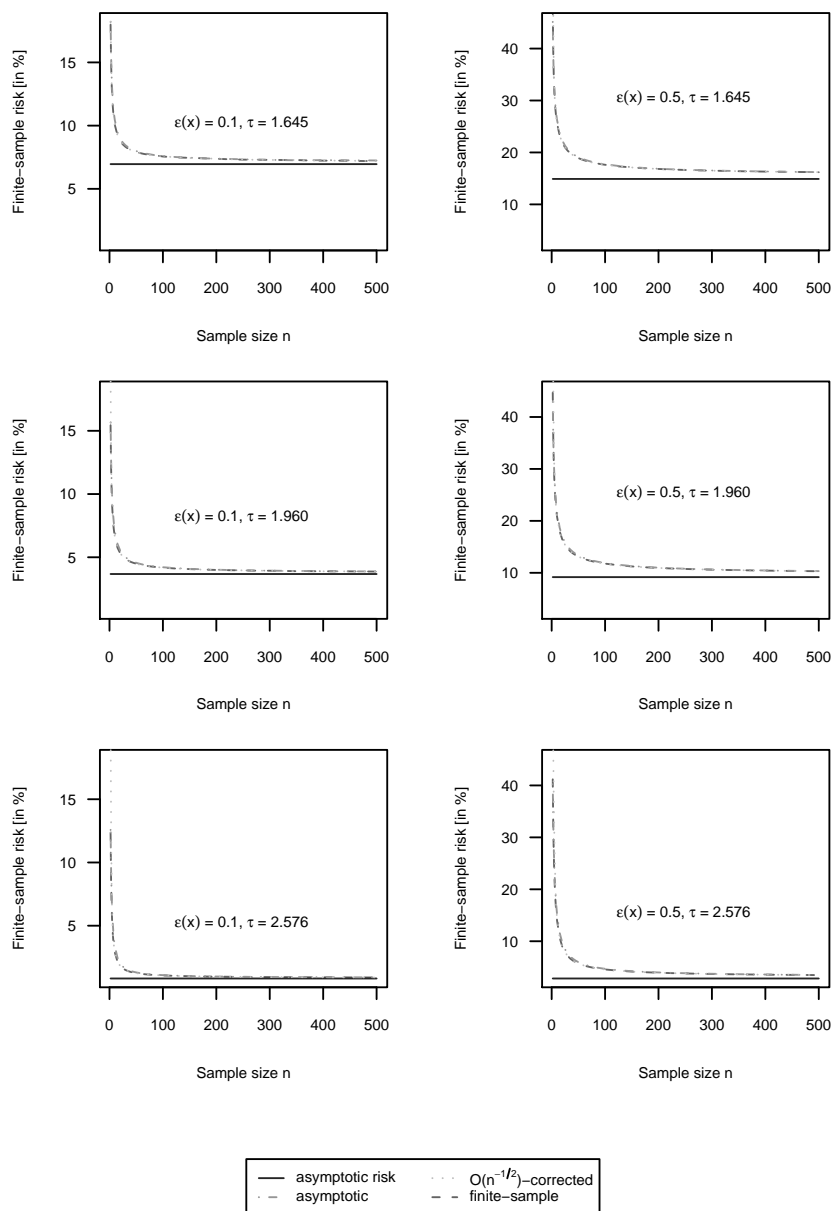 Finite−sample risk [in %]
15
10
5
ε(x) = 0.1, τ = 1.645
0 100 200 300 400 500
Sample size n
Finite−sample risk [in %]
40
30
20
10
ε(x) = 0.5, τ = 1.645
0 100 200 300 400 500
Sample size n
Finite−sample risk [in %]
15
10
5
ε(x) = 0.1, τ = 1.960
0 100 200 300 400 500
Sample size n
Finite−sample risk [in %]
40
30
20
10
ε(x) = 0.5, τ = 1.960
0 100 200 300 400 500
Sample size n
Finite−sample risk [in %]
15
10
5
ε(x) = 0.1, τ = 2.576
0 100 200 300 400 500
Sample size n
Finite−sample risk [in %]
40
30
20
10
ε(x) = 0.5, τ = 2.576
0 100 200 300 400 500
Sample size n
asymptotic risk
asymptotic
O(n⁻¹/²)−corrected
finite−sample